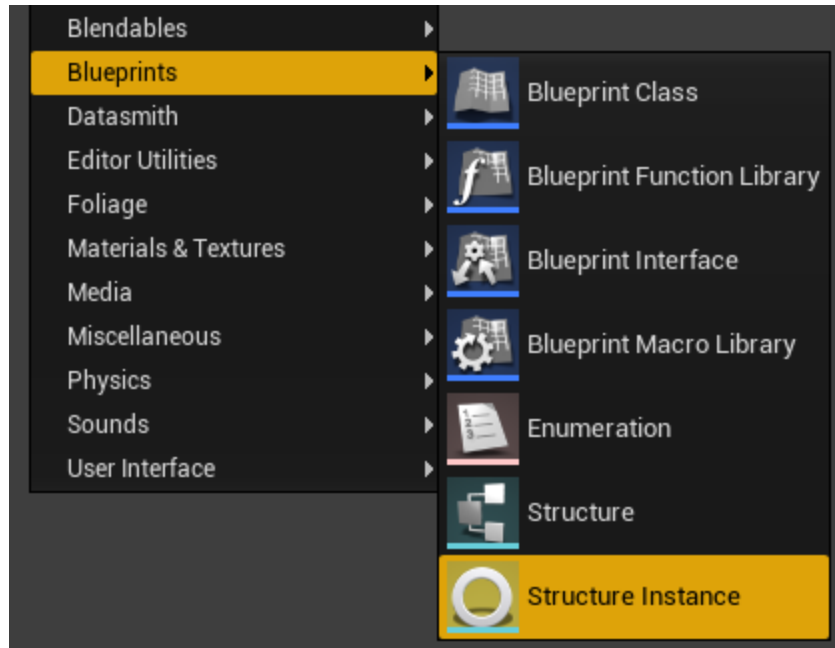 Blendables
Blueprints
Datasmith
Editor Utilities
Foliage
Materials & Textures
Media
Miscellaneous
Physics
Sounds
User Interface
Blueprint Class
Blueprint Function Library
Blueprint Interface
Blueprint Macro Library
Enumeration
Structure
Structure Instance